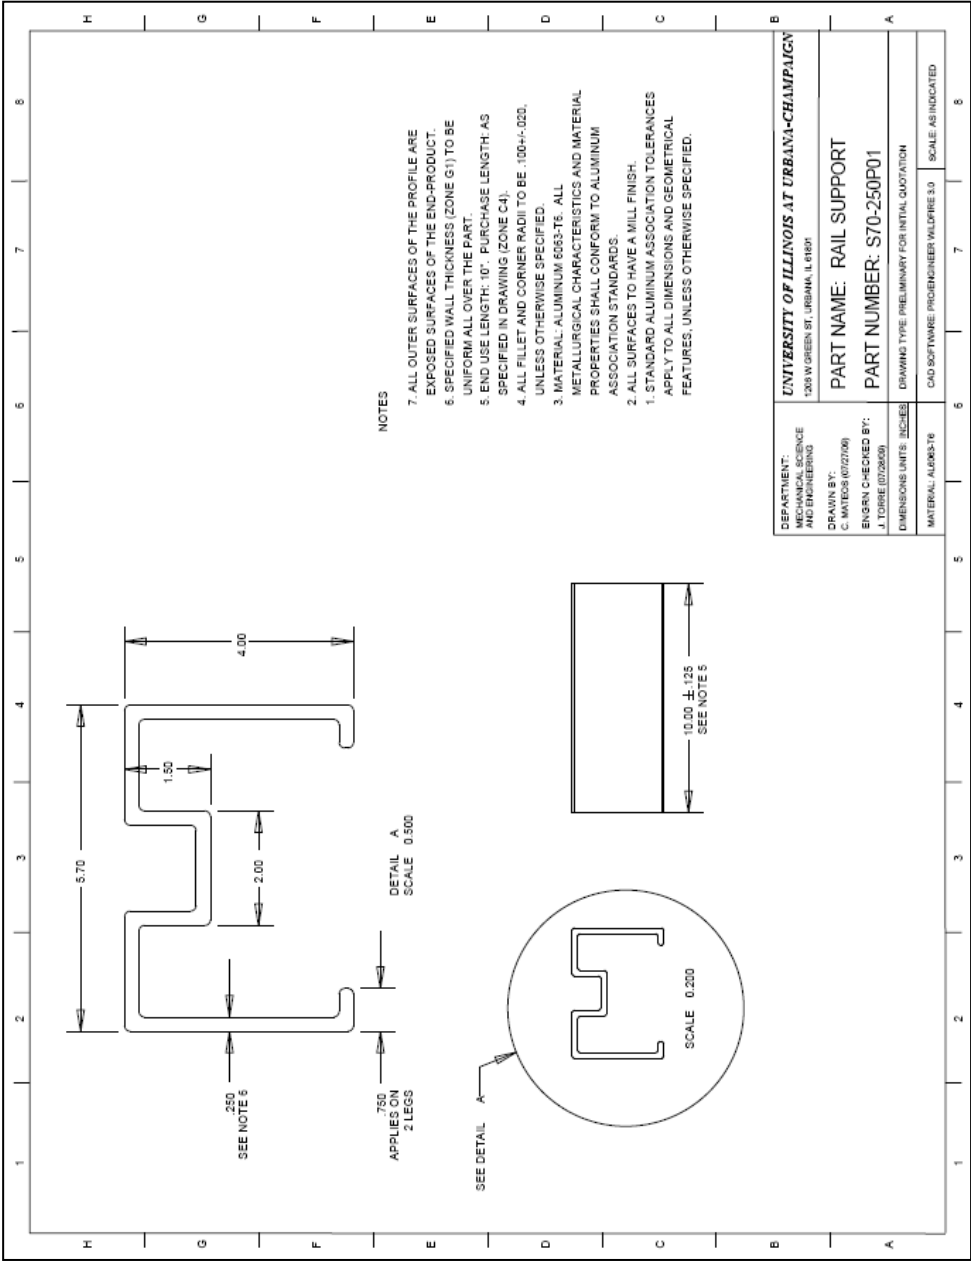 1
2
3
4
5
6
7
8
H
G
F
E
D
C
B
A
5.70
4.00
1.50
2.00
.250
SEE NOTE 6
.750
APPLIES ON
2 LEGS
DETAIL A
SCALE 0.500
SEE DETAIL A
SCALE 0.200
10.00 ±.125
SEE NOTE 5
NOTES
7. ALL OUTER SURFACES OF THE PROFILE ARE
EXPOSED SURFACES OF THE END-PRODUCT.
6. SPECIFIED WALL THICKNESS (ZONE G1) TO BE
UNIFORM ALL OVER THE PART.
5. END USE LENGTH: 10". PURCHASE LENGTH: AS
SPECIFIED IN DRAWING (ZONE C4).
4. ALL FILLET AND CORNER RADII TO BE .100+/-.020,
UNLESS OTHERWISE SPECIFIED.
3. MATERIAL: ALUMINUM 6063-T6. ALL
METALLURGICAL CHARACTERISTICS AND MATERIAL
PROPERTIES SHALL CONFORM TO ALUMINUM
ASSOCIATION STANDARDS.
2. ALL SURFACES TO HAVE A MILL FINISH.
1. STANDARD ALUMINUM ASSOCIATION TOLERANCES
APPLY TO ALL DIMENSIONS AND GEOMETRICAL
FEATURES, UNLESS OTHERWISE SPECIFIED.
DEPARTMENT:
MECHANICAL SCIENCE
AND ENGINEERING
DRAWN BY:
C. MATEOS (07/27/09)
ENGRN CHECKED BY:
J. TORRE (07/28/09)
DIMENSIONS UNITS: INCHES
MATERIAL: AL6063-T6
UNIVERSITY OF ILLINOIS AT URBANA-CHAMPAIGN
1206 W GREEN ST, URBANA, IL 61801
PART NAME: RAIL SUPPORT
PART NUMBER: S70-250P01
DRAWING TYPE: PRELIMINARY FOR INITIAL QUOTATION
CAD SOFTWARE: PRO/ENGINEER WILDFIRE 3.0
SCALE: AS INDICATED
1
2
3
4
5
6
7
8
H
G
F
E
D
C
B
A